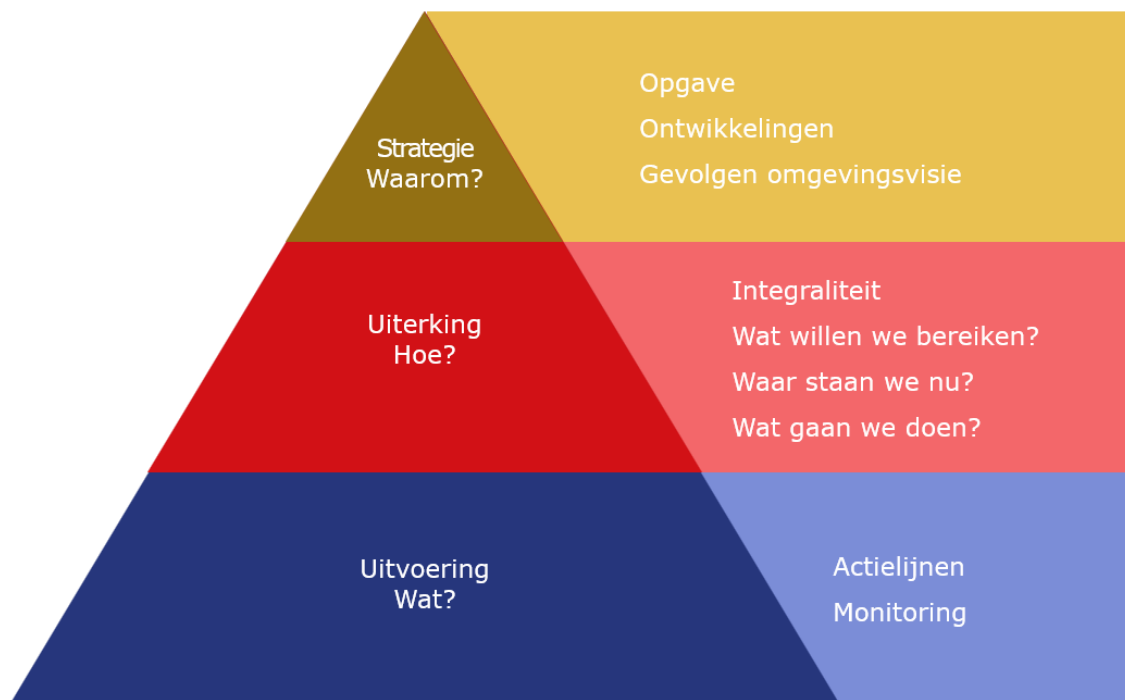 Strategie
Waarom?
Opgave
Ontwikkelingen
Gevolgen omgevingsvisie
Uiterking
Hoe?
Integraliteit
Wat willen we bereiken?
Waar staan we nu?
Wat gaan we doen?
Uitvoering
Wat?
Actielijnen
Monitoring